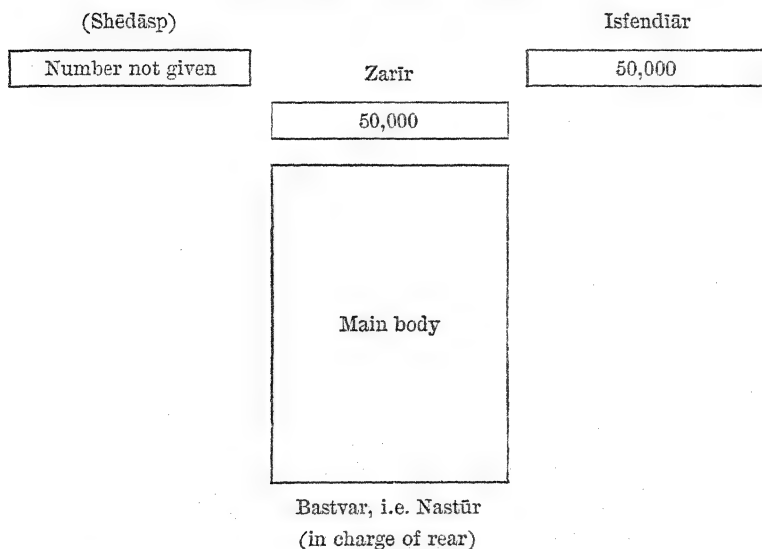 (Shēdāsp) Isfendiār
Number not given Zarīr 50,000
50,000
Main body
Bastvar, i.e. Nastūr
(in charge of rear)